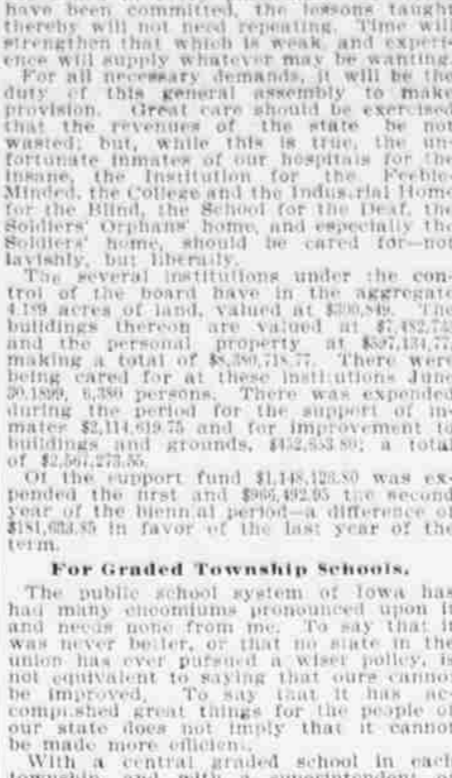 have been committed, the lessons taught
thereby will not need repeating. Time will
strengthen that which is weak, and experi-
ence will supply whatever may be wanting.
For all necessary demands, it will be the
duty of this general assembly to make
provision. Great care should be exercised
that the revenues of the state be not
wasted; but, while this is true, the un-
fortunate inmates of our hospitals for the
Insane, the Institution for the Feeble-
Minded, the College and the Industrial Home
for the Blind, the School for the Deaf, the
Soldiers' Orphans' home, and especially the
Soldiers' home, should be cared for—not
lavishly, but liberally.
The several institutions under the con-
trol of the board have in the aggregate
4,189 acres of land, valued at The
buildings thereon are valued at
and the personal property at $597,134.77,
making a total of $8,380,718.77. There were
being cared for at these institutions June
30, 1899, 6,380 persons. There was expended
during the period for the support of in-
mates $2,114,619.75 and for improvement to
buildings and grounds, $452,653.80; a total
of $2,567,273.55.
Of the support fund $1,148,126.80 was ex-
pended the first and $966,492.95 the second
year of the biennial period—a difference of
$181,633.85 in favor of the last year of the
term.
For Graded Township Schools.
The public school system of Iowa has
had many encomiums pronounced upon it
and needs none from me. To say that it
was never better, or that no state in the
union has ever pursued a wiser policy, is
not equivalent to saying that ours cannot
be improved. To say that it has ac-
complished great things for the people of
our state does not imply that it cannot
be made more efficient.
With a central graded school in each
township and with a superintendent of